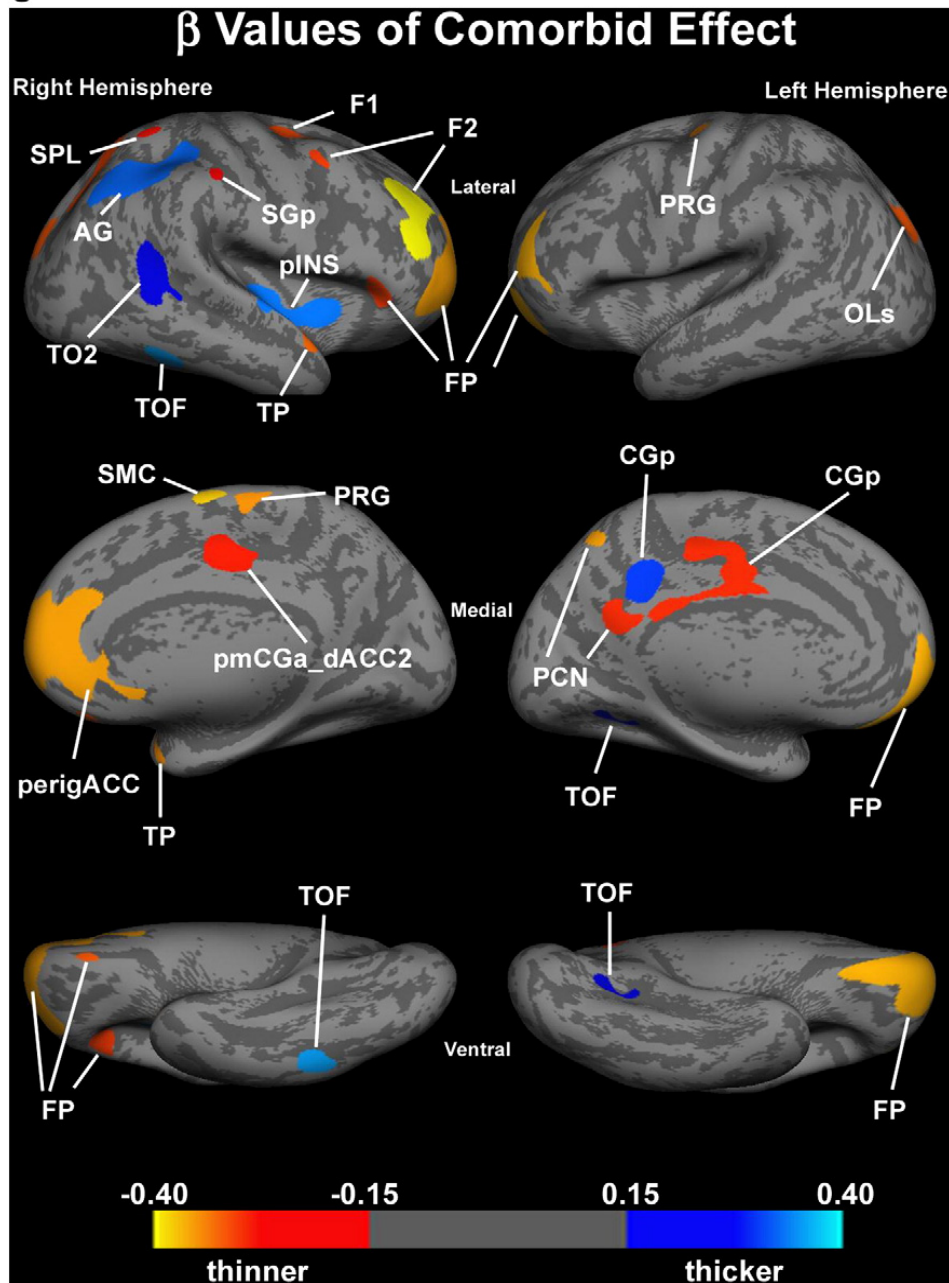 β Values of Comorbid Effect
Right Hemisphere
Left Hemisphere
F1
F2
SPL
Lateral
AG
SGp
PRG
pINS
TO2
OLs
TOF
TP
FP
SMC
PRG
CGp
CGp
Medial
pmCGa_dACC2
PCN
perigACC
TP
TOF
FP
TOF
TOF
Ventral
FP
FP
-0.40 -0.15 0.15 0.40
thinner thicker